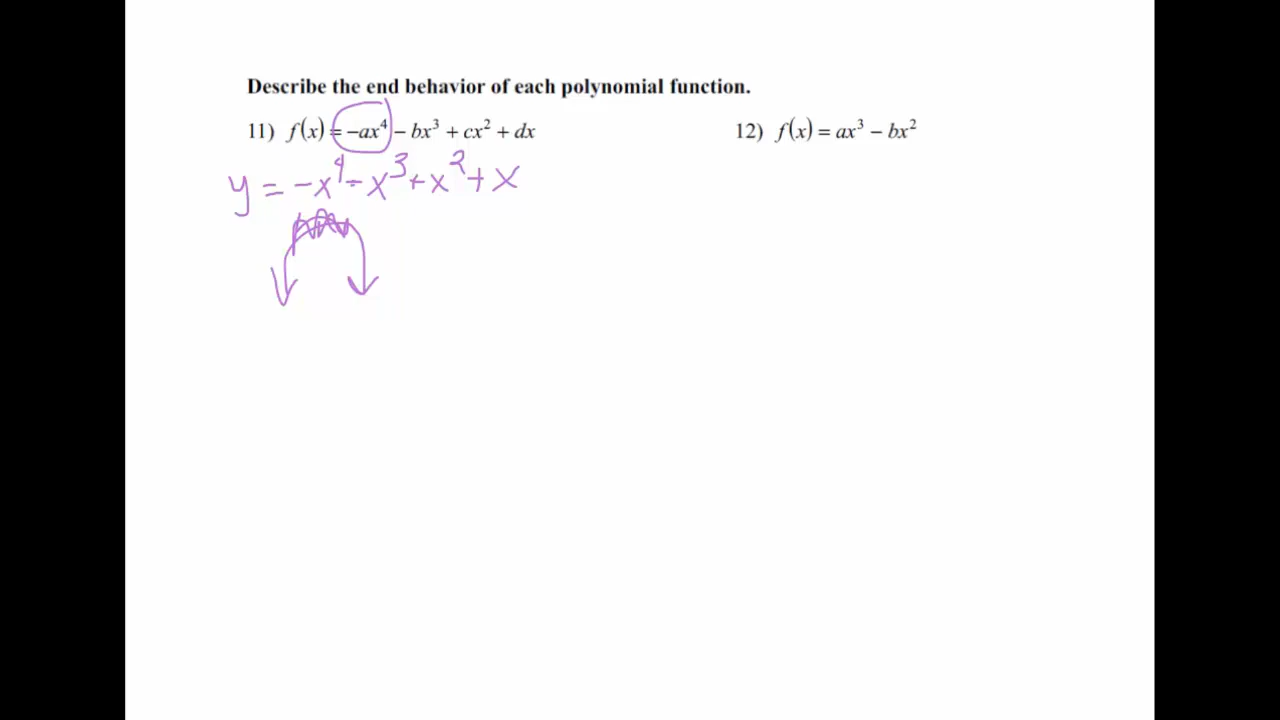 Describe the end behavior of each polynomial function.
11) f(x) = −ax⁴ − bx³ + cx² + dx
12) f(x) = ax³ − bx²
y = −x⁴ − x³ + x² + x